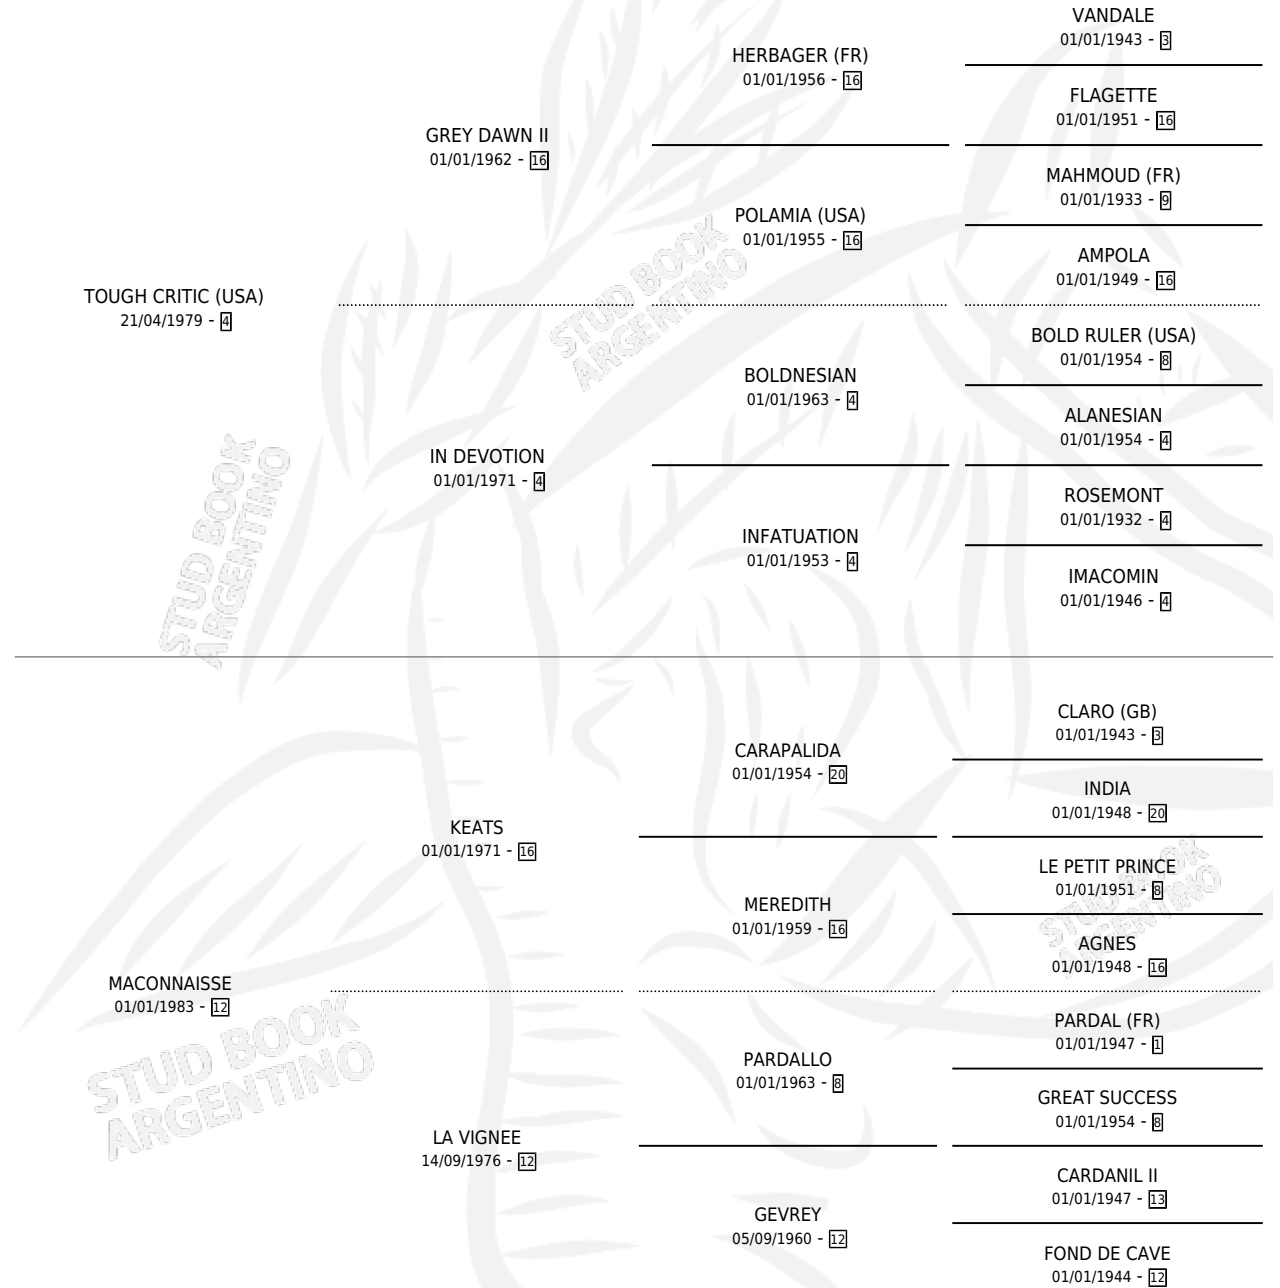 VANDALE
01/01/1943 - 3
HERBAGER (FR)
01/01/1956 - 16
FLAGETTE
01/01/1951 - 16
GREY DAWN II
01/01/1962 - 16
MAHMOUD (FR)
01/01/1933 - 9
POLAMIA (USA)
01/01/1955 - 16
AMPOLA
01/01/1949 - 16
TOUGH CRITIC (USA)
21/04/1979 - 4
BOLD RULER (USA)
01/01/1954 - 8
BOLDNESIAN
01/01/1963 - 4
ALANESIAN
01/01/1954 - 4
IN DEVOTION
01/01/1971 - 4
ROSEMONT
01/01/1932 - 4
INFATUATION
01/01/1953 - 4
IMACOMIN
01/01/1946 - 4
CLARO (GB)
01/01/1943 - 3
CARAPALIDA
01/01/1954 - 20
INDIA
01/01/1948 - 20
KEATS
01/01/1971 - 16
LE PETIT PRINCE
01/01/1951 - 8
MEREDITH
01/01/1959 - 16
AGNES
01/01/1948 - 16
MACONNAISSE
01/01/1983 - 12
PARDAL (FR)
01/01/1947 - 1
PARDALLO
01/01/1963 - 8
GREAT SUCCESS
01/01/1954 - 8
LA VIGNEE
14/09/1976 - 12
CARDANIL II
01/01/1947 - 13
GEVREY
05/09/1960 - 12
FOND DE CAVE
01/01/1944 - 12
STUD BOOK
ARGENTINO
STUD BOOK
ARGENTINO
STUD BOOK
ARGENTINO
STUD BOOK
ARGENTINO